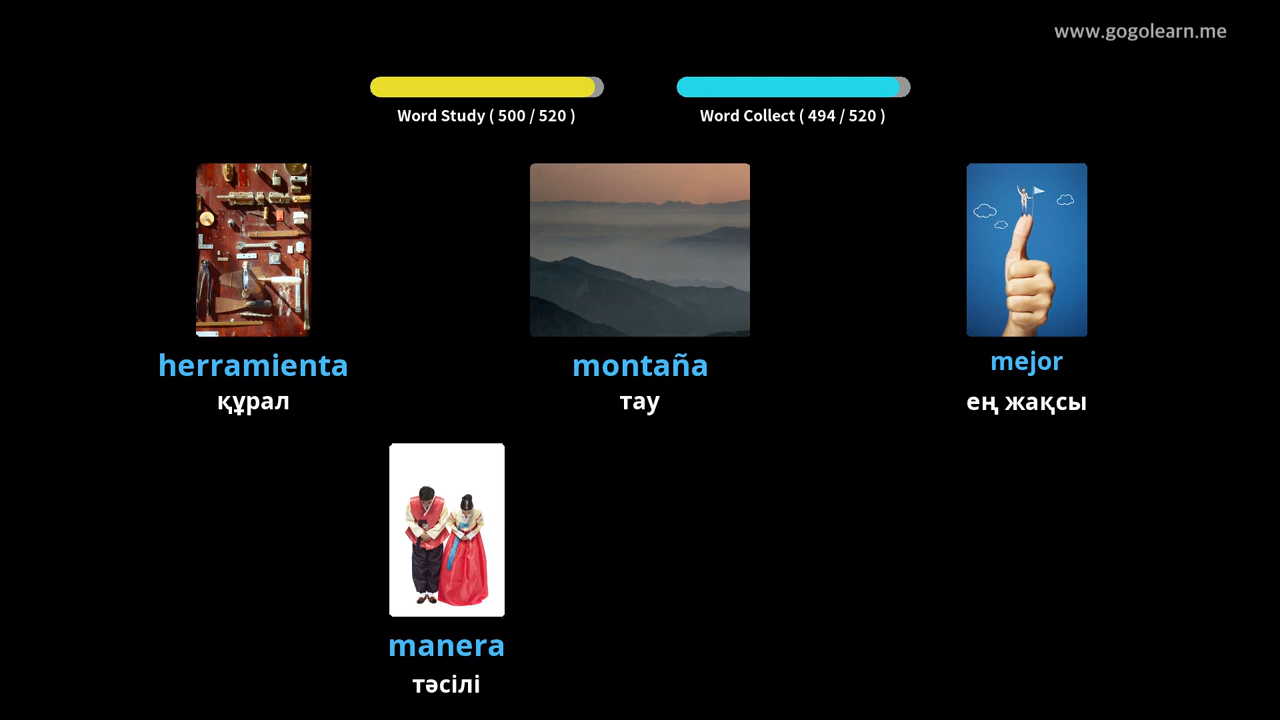 www.gogolearn.me
Word Study ( 500 / 520 )
Word Collect ( 494 / 520 )
herramienta
құрал
montaña
тау
mejor
ең жақсы
manera
тәсілі